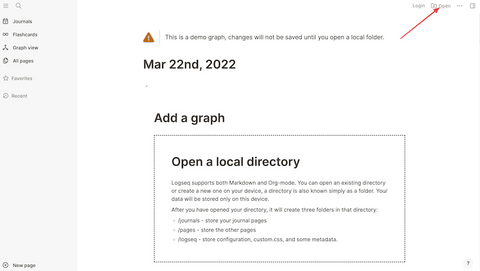 Login Open
Journals
Flashcards
Graph view
All pages
Favorites
Recent
This is a demo graph, changes will not be saved until you open a local folder.
Mar 22nd, 2022
Add a graph
Open a local directory
Logseq supports both Markdown and Org-mode. You can open an existing directory
or create a new one on your device, a directory is also known simply as a folder. Your
data will be stored only on this device.
After you have opened your directory, it will create three folders in that directory:
/journals - store your journal pages
/pages - store the other pages
/logseq - store configuration, custom.css, and some metadata.
New page
?